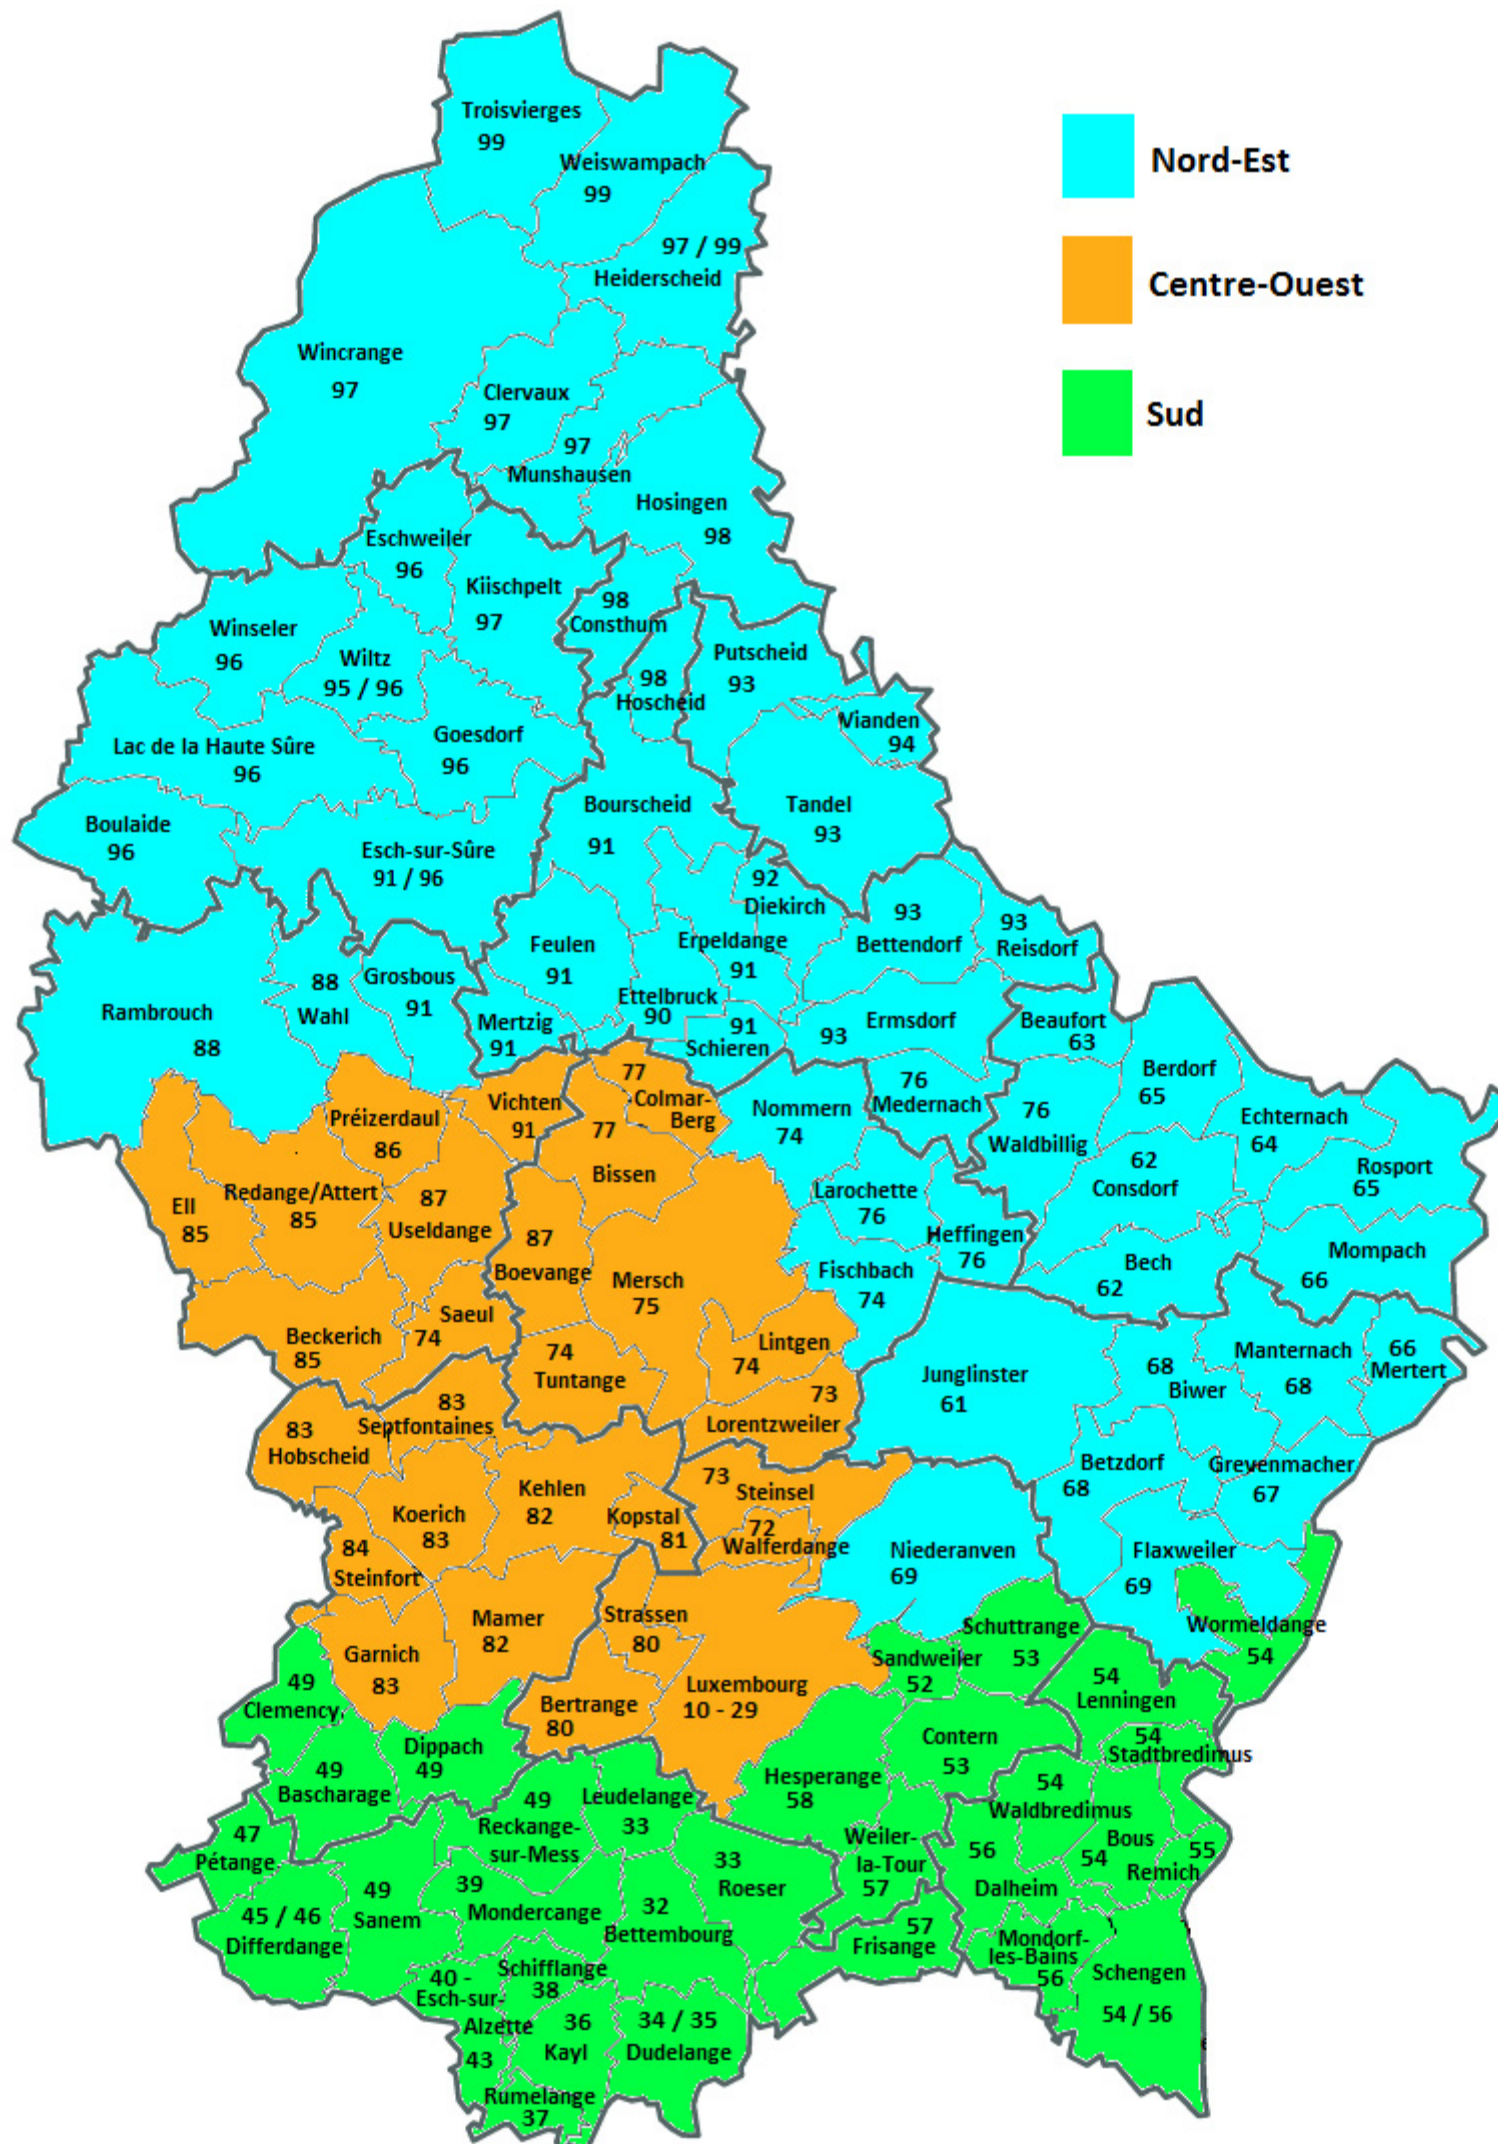 Troisvierges
99
Weiswampach
99
97 / 99
Heiderscheid
Nord-Est
Centre-Ouest
Sud
Wincrange
97
Clervaux
97
97
Munshausen
Hosingen
98
Eschweiler
96
Kiischpelt
97
98
Consthum
Winseler
96
Wiltz
95 / 96
98
Hoscheid
Putscheid
93
Vianden
94
Lac de la Haute Sûre
96
Goesdorf
96
Boulaide
96
Bourscheid
91
Tandel
93
Esch-sur-Sûre
91 / 96
92
Diekirch
93
Bettendorf
93
Reisdorf
Rambrouch
88
88
Wahl
Grosbous
91
Feulen
91
Erpeldange
91
Mertzig
91
Ettelbruck
90
91
Schieren
Ermsdorf
93
Beaufort
63
Berdorf
65
Echternach
64
Rosport
65
Préizerdaul
86
Vichten
91
77
Colmar-
Berg
77
Bissen
Nommern
74
76
Medernach
76
Waldbillig
62
Consdorf
Ell
85
Redange/Attert
85
87
Useldange
87
Boevange
Mersch
75
Larochette
76
Heffingen
76
Fischbach
74
Bech
62
Mompach
66
Beckerich
85
Saeul
74
74
Tuntange
Lintgen
74
73
Lorentzweiler
Junglinster
61
68
Biwer
Manternach
68
66
Mertert
83
Septfontaines
83
Hobscheid
Koerich
83
Kehlen
82
Kopstal
81
73
Steinsel
72
Walferdange
Betzdorf
68
Grevenmacher
67
84
Steinfort
Niederanven
69
Flaxweiler
69
Wormeldange
54
Garnich
83
Mamer
82
Strassen
80
Bertrange
80
Luxembourg
10 - 29
Sandweiler
52
Schuttrange
53
54
Lenningen
49
Clemency
49
Bascharage
Dippach
49
Contern
53
54
Stadtbredimus
Hesperange
58
54
Waldbredimus
Bous
54
55
Remich
47
Pétange
49
Reckange-
sur-Mess
Leudelange
33
33
Roeser
Weiler-
la-Tour
57
56
Dalheim
45 / 46
Differdange
49
Sanem
39
Mondercange
32
Bettembourg
57
Frisange
Mondorf-
les-Bains
56
Schengen
54 / 56
40 -
Esch-sur-
Alzette
43
Schifflange
38
36
Kayl
34 / 35
Dudelange
Rumelange
37